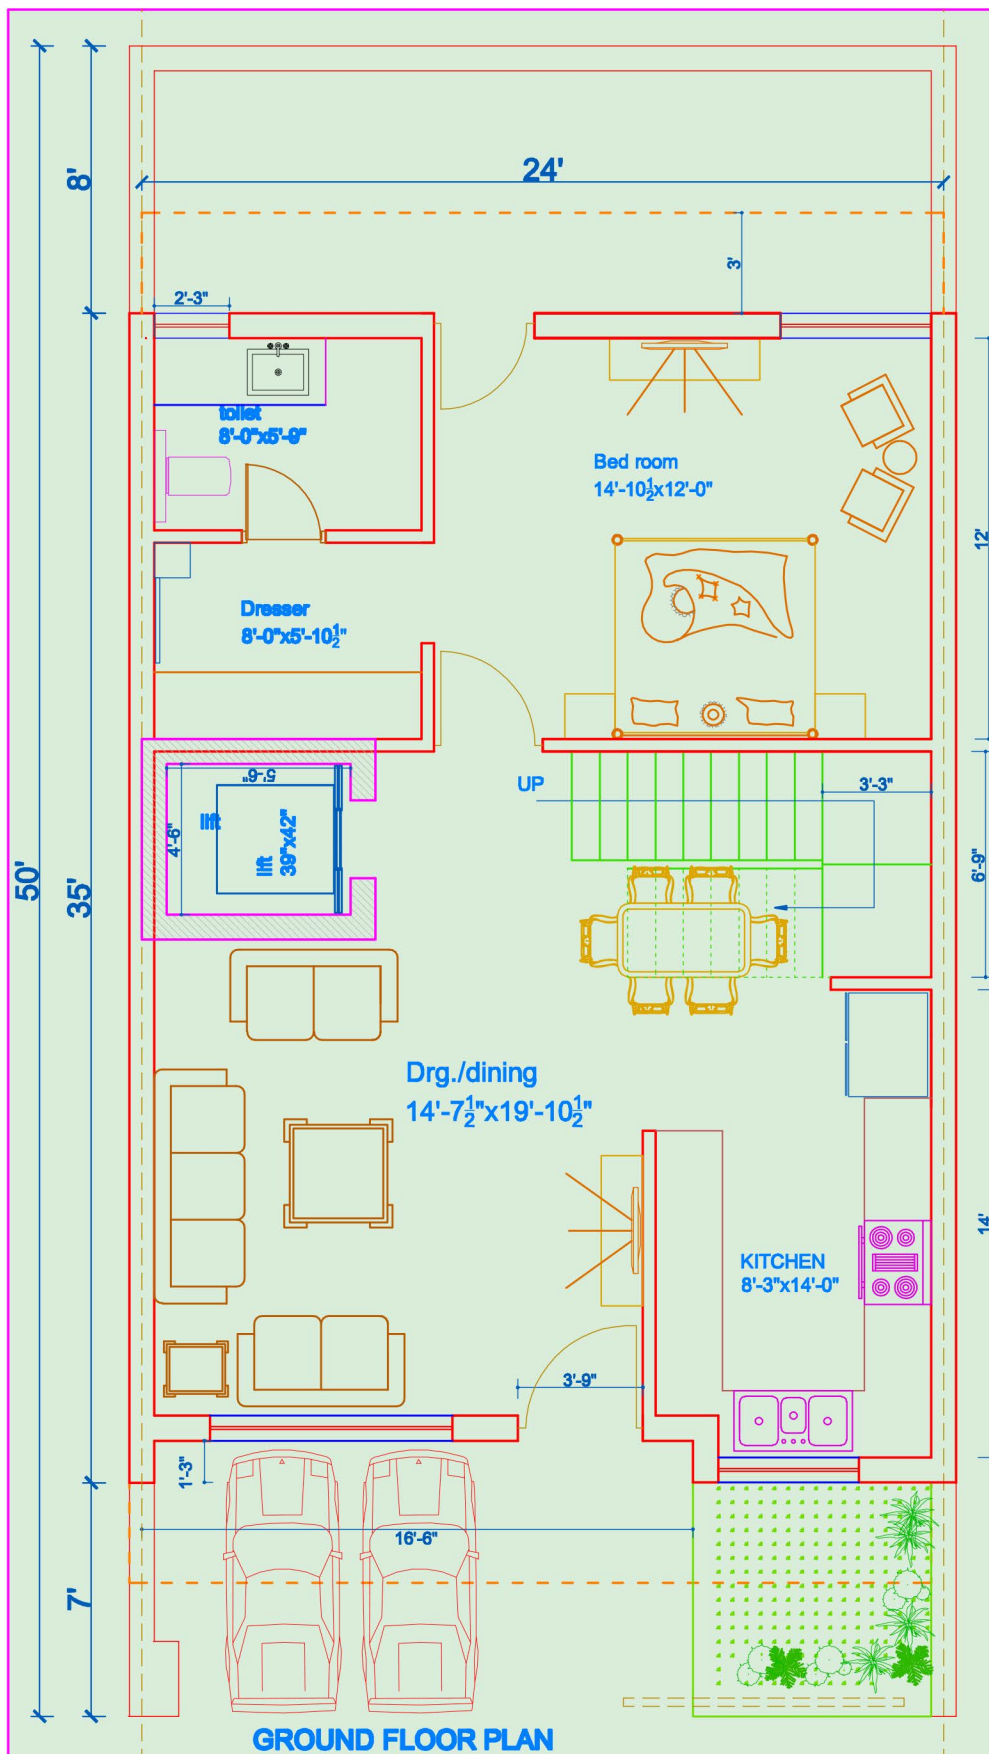 24'
8'
3'
2'-3"
toilet
8'-0"x5'-9"
Bed room
14'-10½x12'-0"
12'
Dresser
8'-0"x5'-10½"
UP
3'-3"
5'-6"
4'-6"
lift
lift
39"x42"
6'-9"
50'
35'
Drg./dining
14'-7½"x19'-10½"
14'
KITCHEN
8'-3"x14'-0"
3'-9"
1'-3"
16'-6"
7'
GROUND FLOOR PLAN